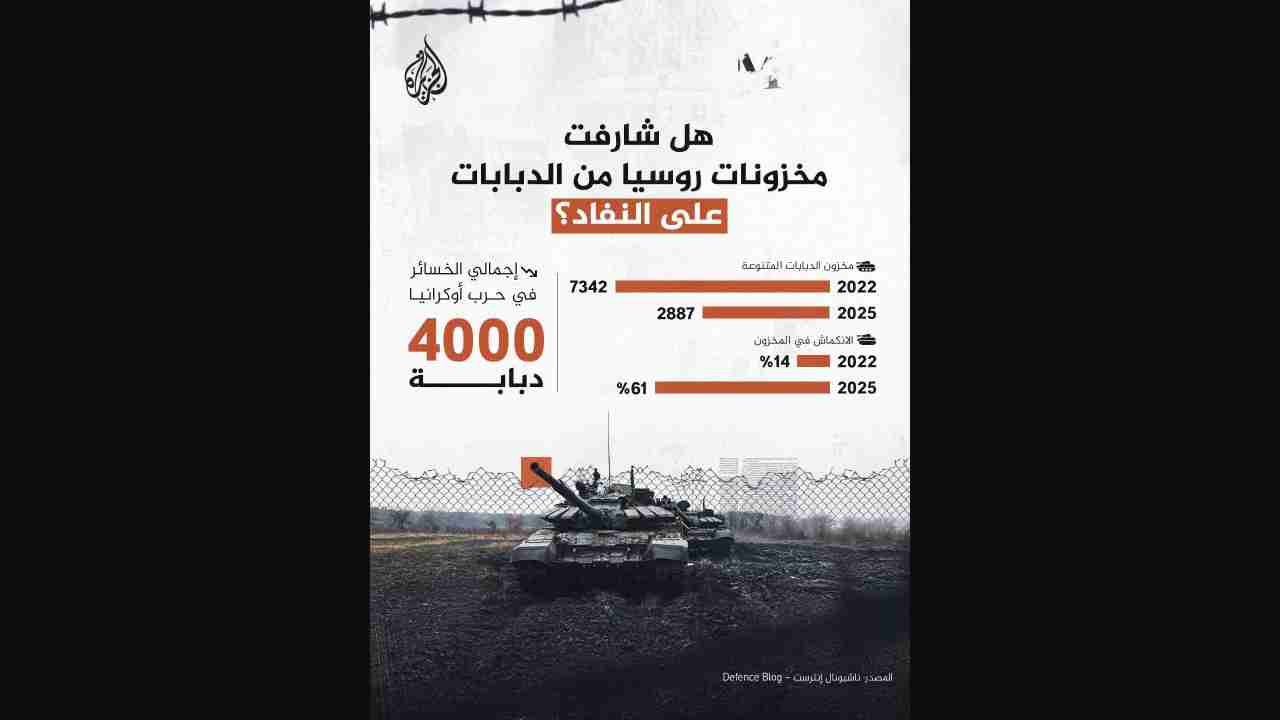 هل شارفت
مخزونات روسيا من الدبابات
على النفاد؟
مخزون الدبابات المتنوعة
2022 7342
2025 2887
الانكماش في المخزون
2022 %14
2025 %61
إجمالي الخسائر
في حرب أوكرانيا
4000
دبابة
المصدر: ناشيونال إنترست – Defence Blog